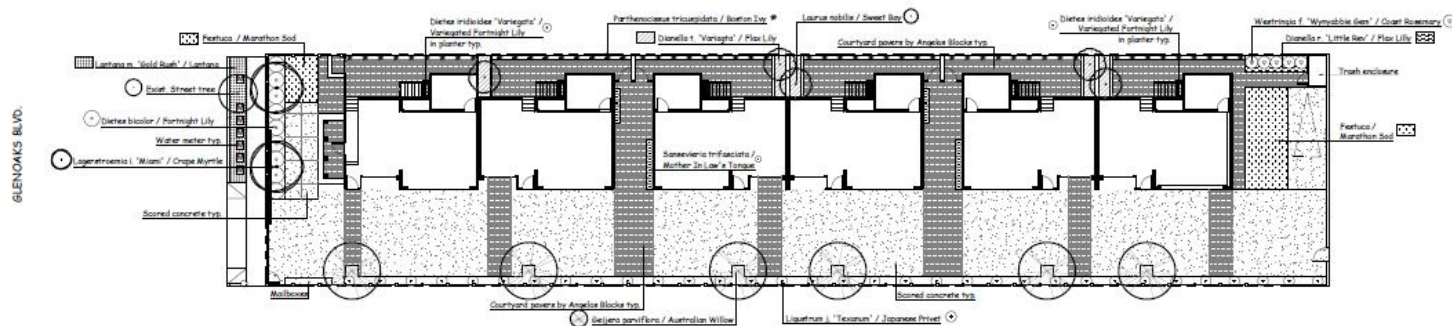 Dietes iridioides 'Variegata' /
Variegated Fortnight Lily
in planter typ.
Parthenocissus tricuspidata / Boston Ivy
Laurus nobilis / Sweet Bay
Dietes iridioides 'Variegata' /
Variegated Fortnight Lily
in planter typ.
Westringia f. 'Wynyabbie Gem' / Coast Rosemary
Festuca / Marathon Sod
Dianella t. 'Variagta' / Flax Lily
Courtyard pavers by Angelus Blocks typ.
Dianella r. 'Little Rev' / Flax Lilly
Lantana m. 'Gold Rush' / Lantana
Trash enclosure
Exist. Street tree
Dietes bicolor / Fortnight Lily
Water meter typ.
Lagerstroemia i. 'Miami' / Crape Myrtle
Scored concrete typ.
GLENOAKS BLVD.
Sansevieria trifasciata /
Mother In Law's Tongue
Festuca /
Marathon Sod
Mailboxes
Courtyard pavers by Angelus Blocks typ.
Scored concrete typ.
Geijera parviflora / Australian Willow
Ligustrum j. 'Texanum' / Japanese Privet